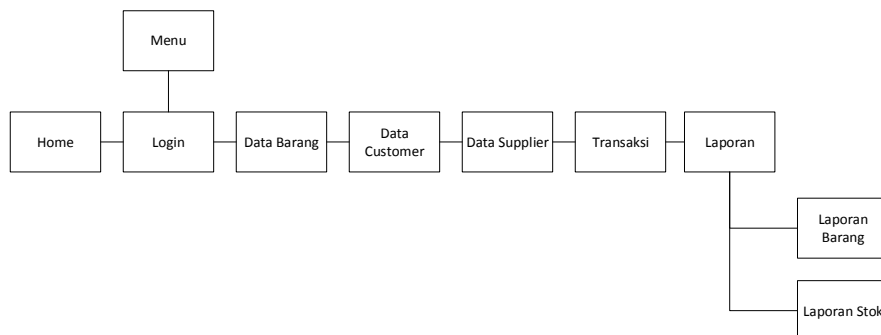 Menu
Home
Login
Data Barang
Data
Customer
Data Supplier
Transaksi
Laporan
Laporan
Barang
Laporan Stok